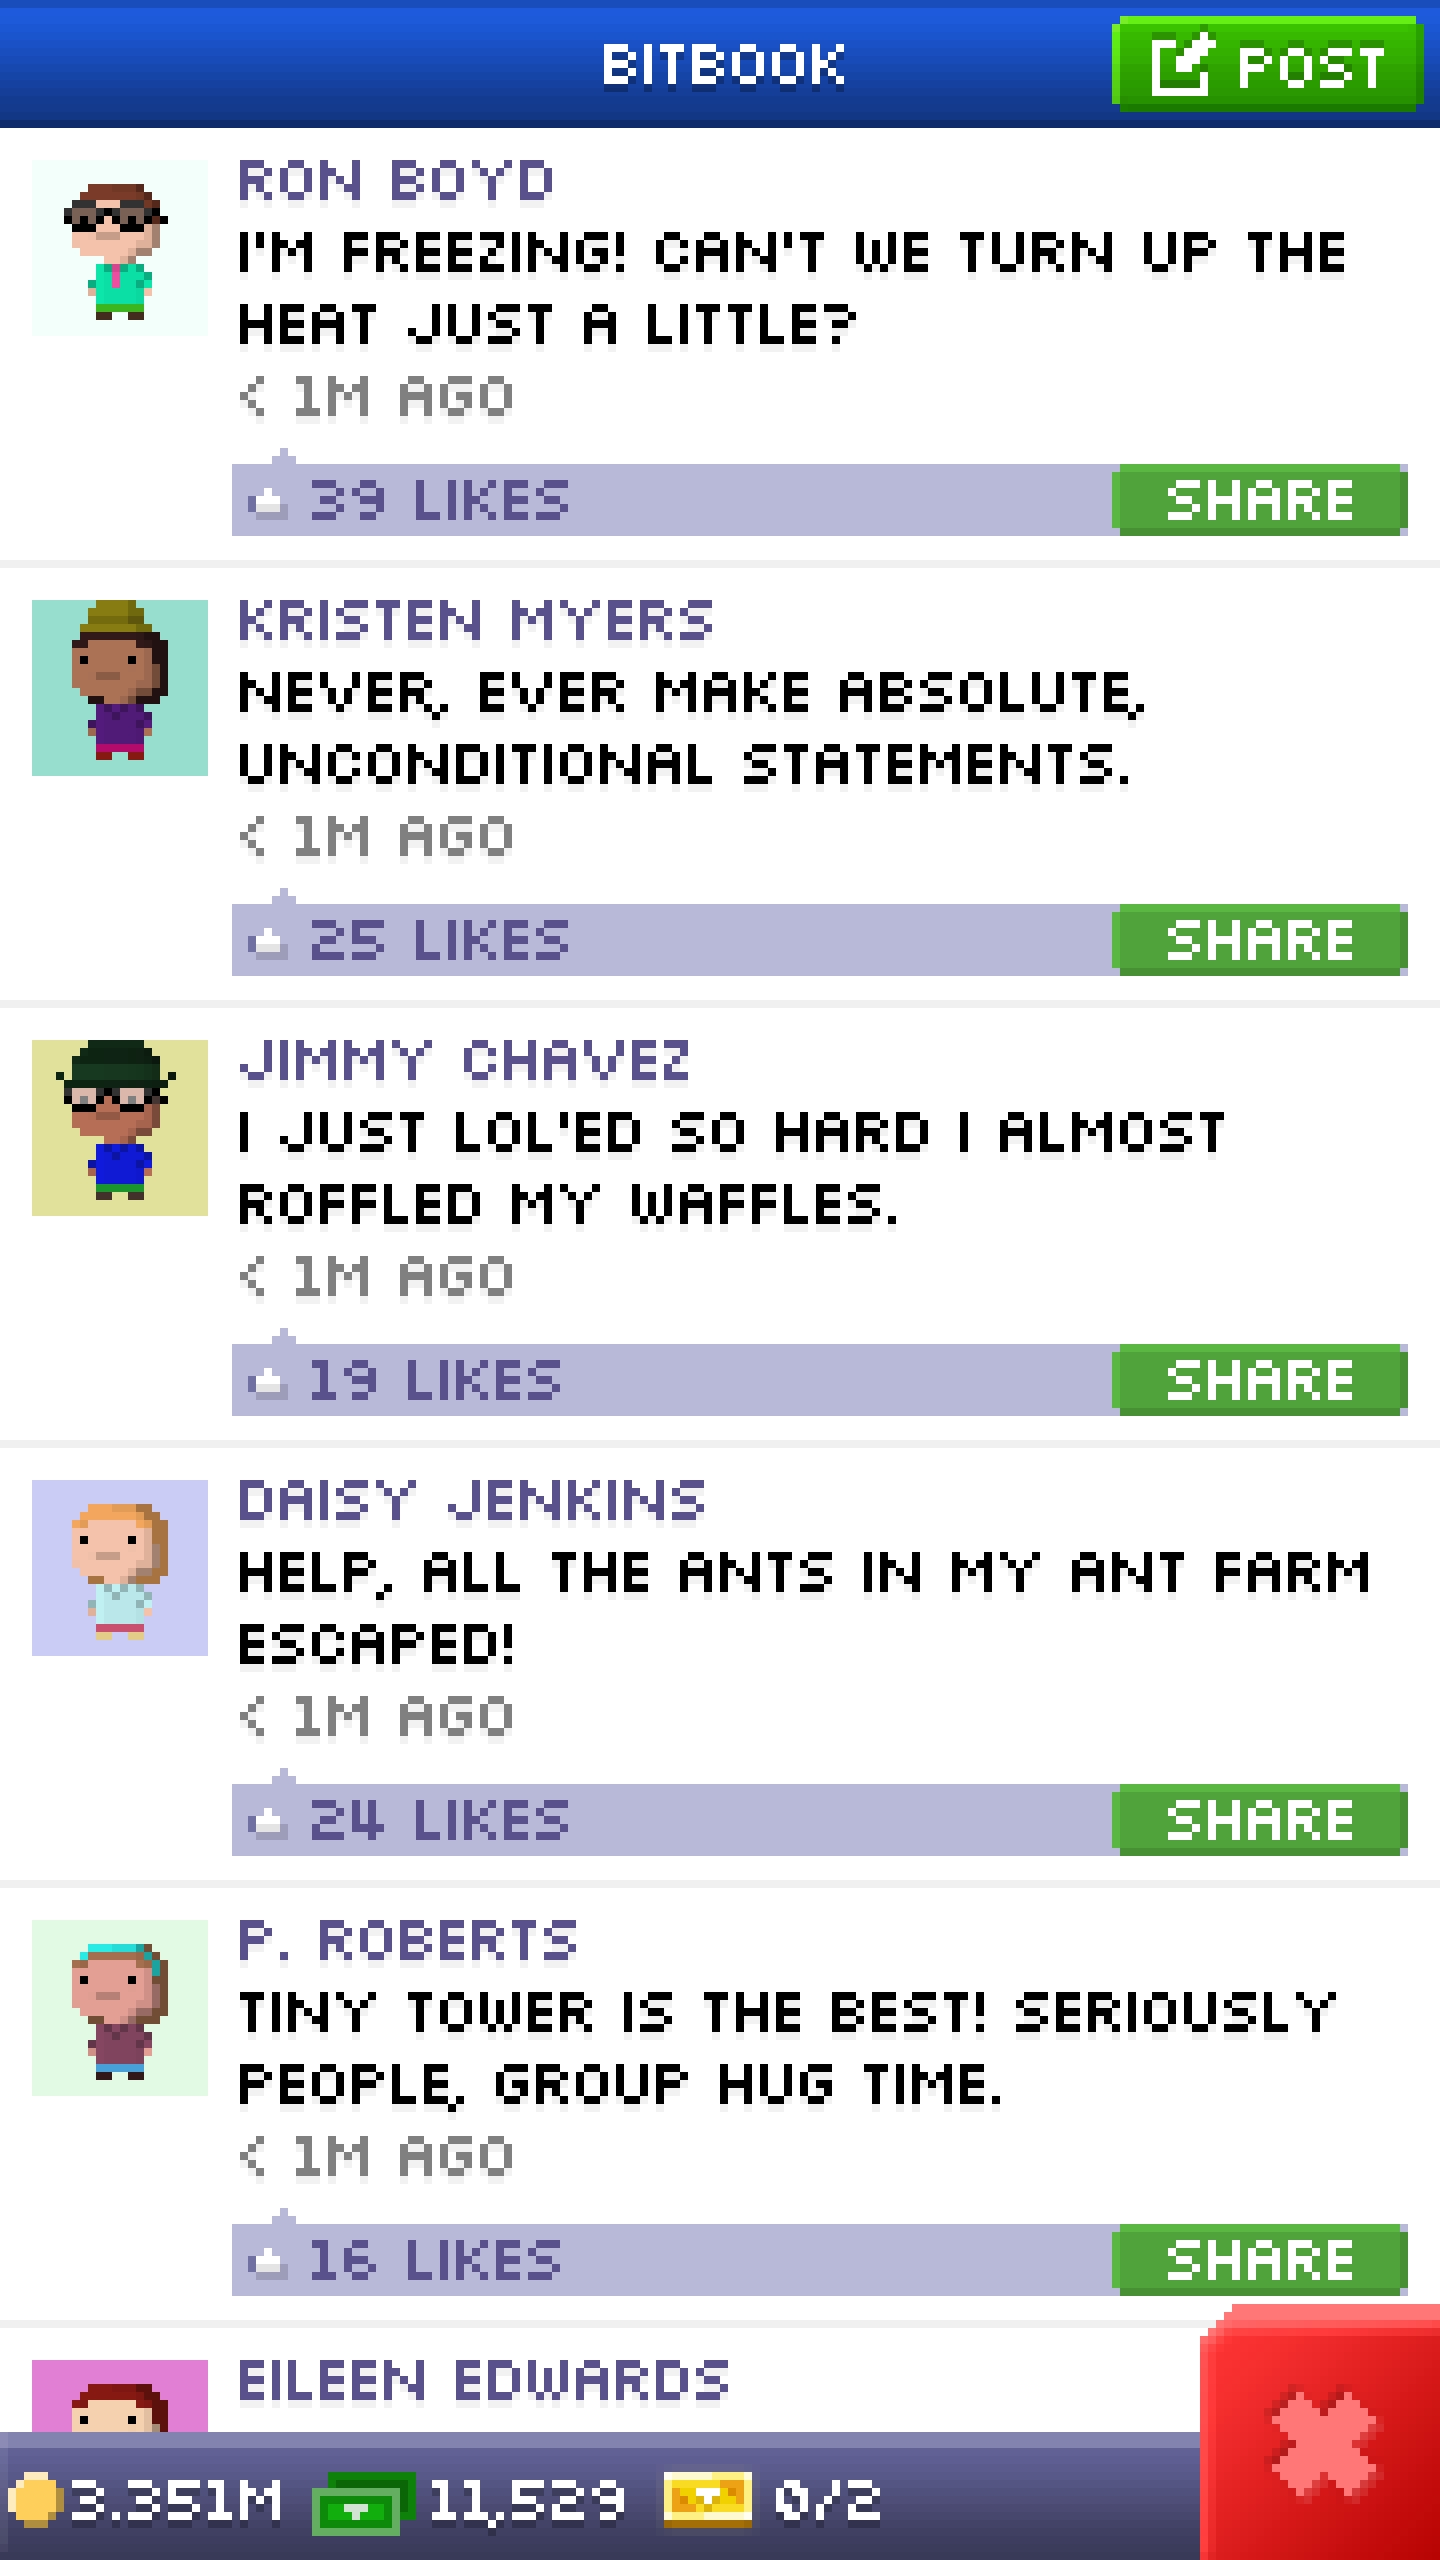 BITBOOK
POST
RON BOYD
I'M FREEZING! CAN'T WE TURN UP THE
HEAT JUST A LITTLE?
< 1M AGO
39 LIKES
SHARE
KRISTEN MYERS
NEVER, EVER MAKE ABSOLUTE,
UNCONDITIONAL STATEMENTS.
< 1M AGO
25 LIKES
SHARE
JIMMY CHAVEZ
I JUST LOL'ED SO HARD I ALMOST
ROFFLED MY WAFFLES.
< 1M AGO
19 LIKES
SHARE
DAISY JENKINS
HELP, ALL THE ANTS IN MY ANT FARM
ESCAPED!
< 1M AGO
24 LIKES
SHARE
P. ROBERTS
TINY TOWER IS THE BEST! SERIOUSLY
PEOPLE, GROUP HUG TIME.
< 1M AGO
16 LIKES
SHARE
EILEEN EDWARDS
3.351M
11,529
0/2